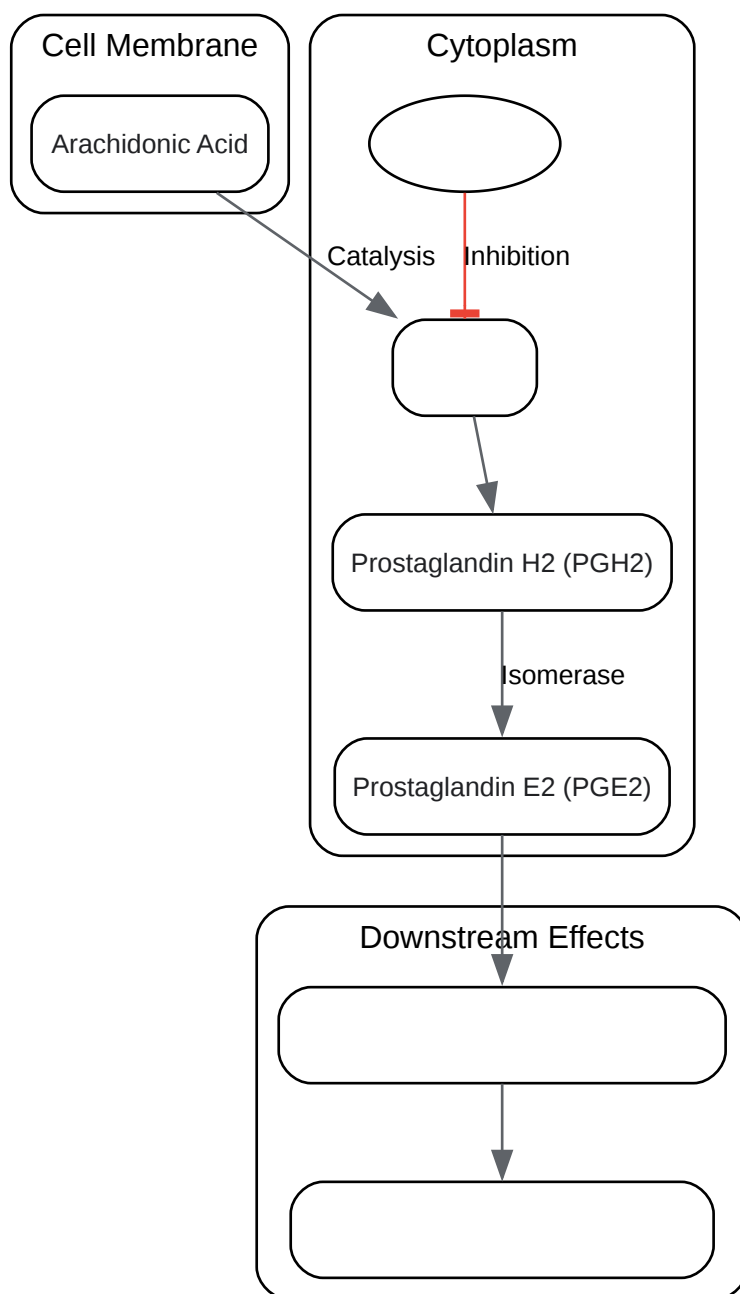 Cell Membrane
Cytoplasm
Arachidonic Acid
Catalysis
Inhibition
Prostaglandin H2 (PGH2)
Isomerase
Prostaglandin E2 (PGE2)
Downstream Effects